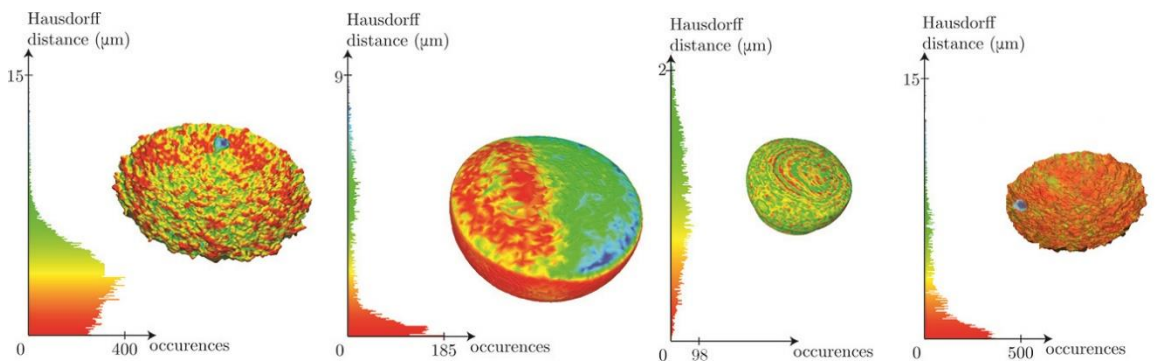 Hausdorff
distance (µm)
15
0
400
occurences
Hausdorff
distance (µm)
9
0
185
occurences
Hausdorff
distance (µm)
2
0
98
occurences
Hausdorff
distance (µm)
15
0
500
occurences